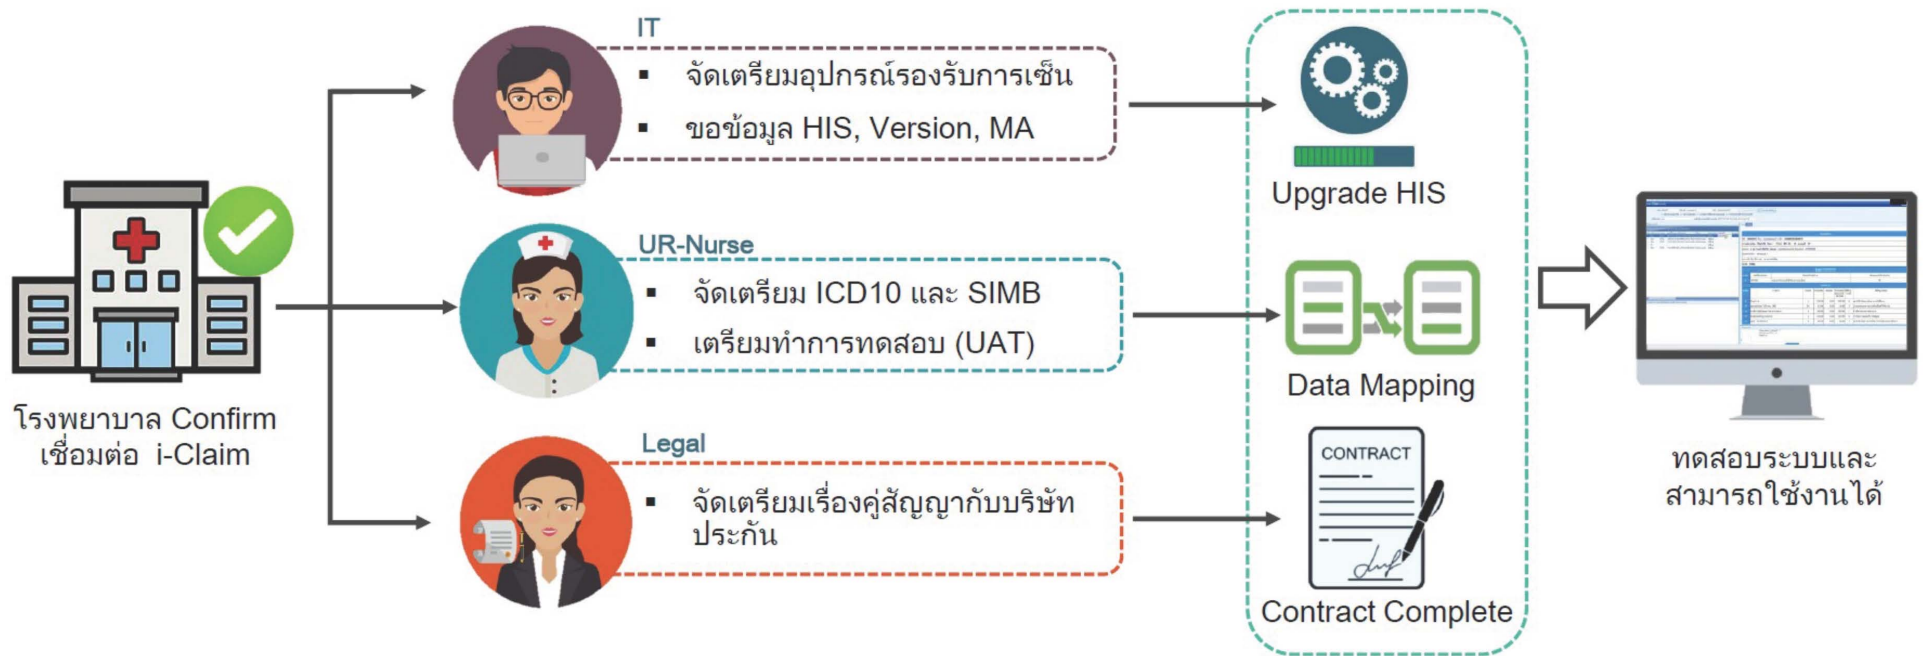 IT
▪ จัดเตรียมอุปกรณ์รองรับการเซ็น
▪ ขอข้อมูล HIS, Version, MA
Upgrade HIS
UR-Nurse
▪ จัดเตรียม ICD10 และ SIMB
▪ เตรียมทำการทดสอบ (UAT)
Data Mapping
โรงพยาบาล Confirm
เชื่อมต่อ i-Claim
Legal
▪ จัดเตรียมเรื่องคู่สัญญากับบริษัท
ประกัน
CONTRACT
Contract Complete
ทดสอบระบบและ
สามารถใช้งานได้